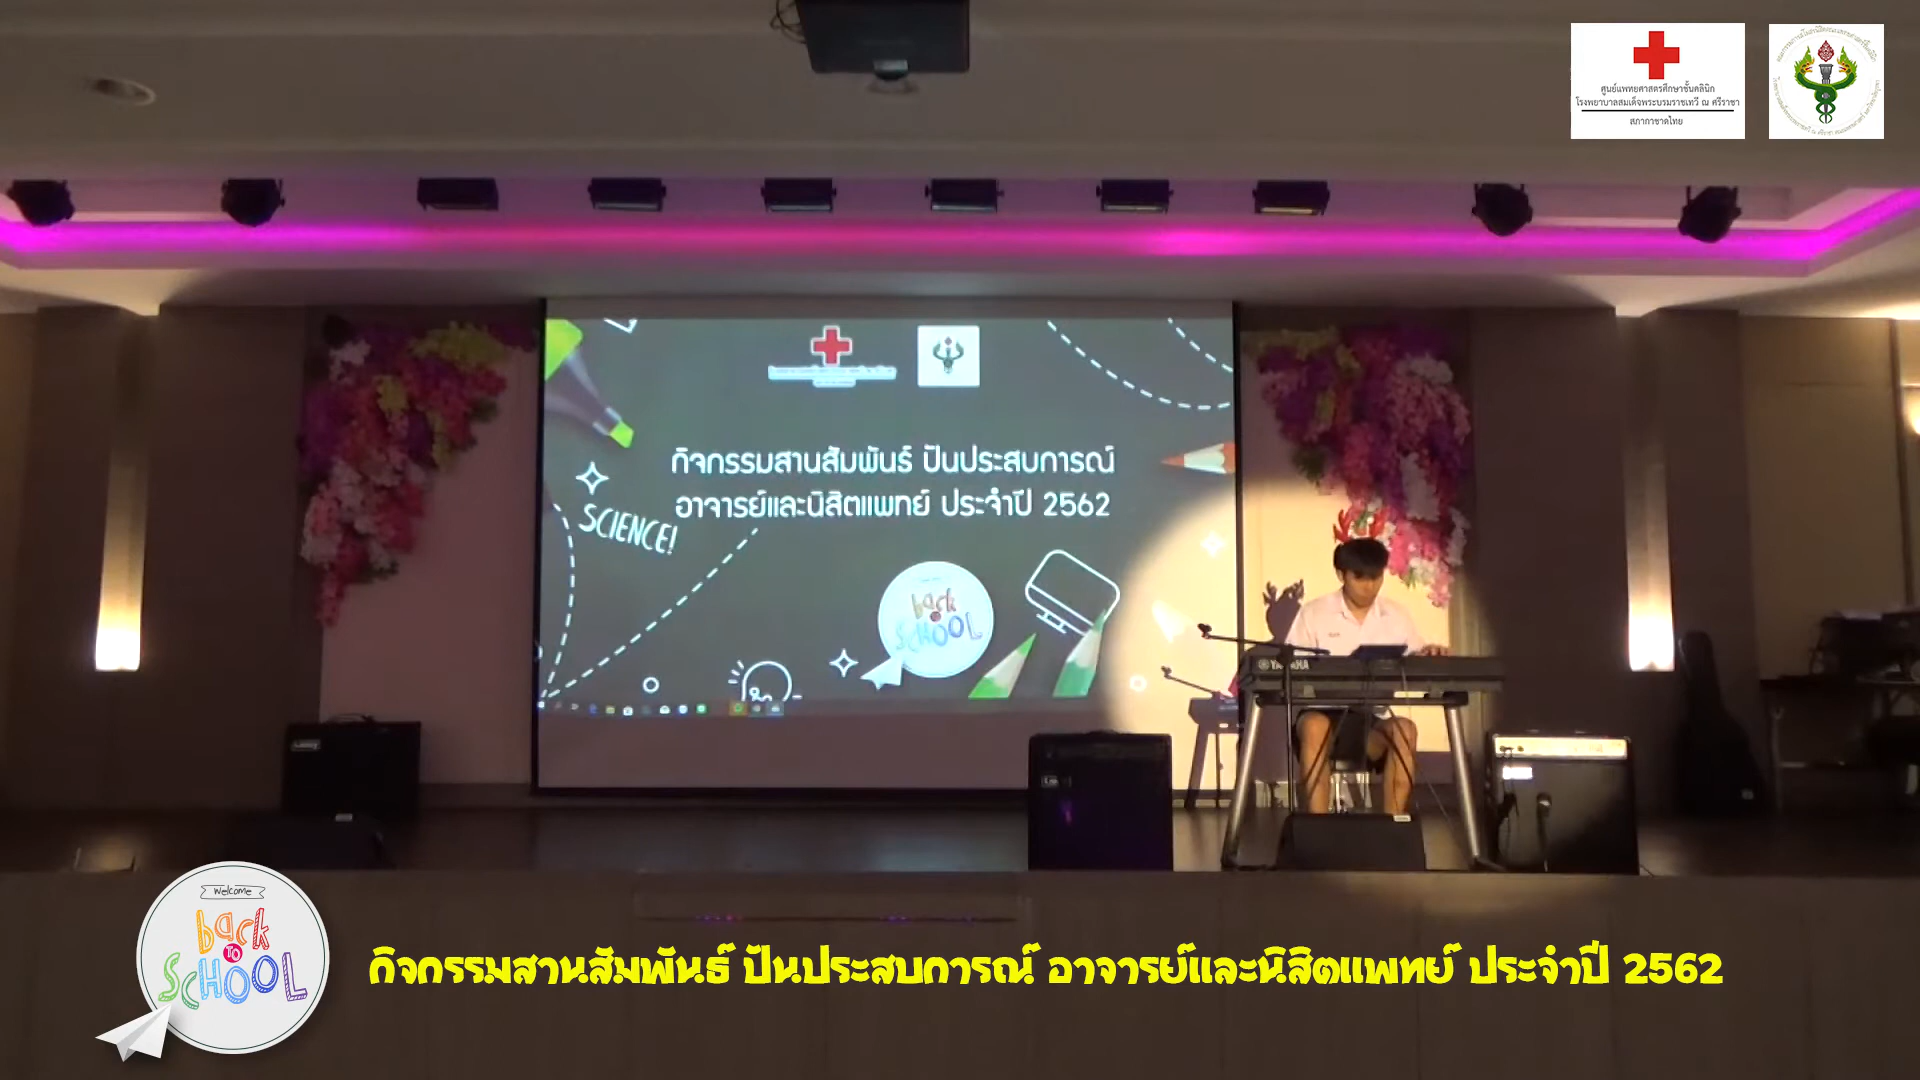 ศูนย์แพทยศาสตรศึกษาชั้นคลินิก
โรงพยาบาลสมเด็จพระบรมราชเทวี ณ ศรีราชา
สภากาชาดไทย
กิจกรรมสานสัมพันธ์ ปันประสบการณ์
อาจารย์และนิสิตแพทย์ ประจำปี 2562
SCIENCE!
back
TO
SCHOOL
YAMAHA
Welcome
back
TO
SCHOOL
กิจกรรมสานสัมพันธ์ ปันประสบการณ์ อาจารย์และนิสิตแพทย์ ประจำปี 2562